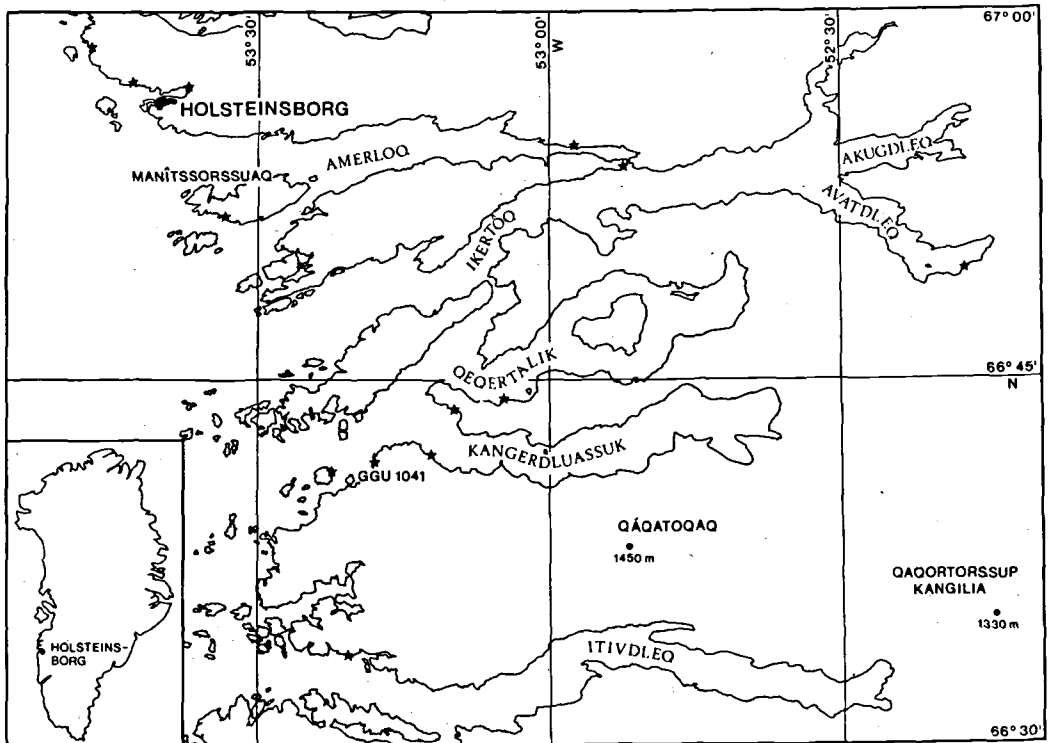 53° 30'
53° 00'
W
52° 30'
67° 00'
HOLSTEINSBORG
AMERLOQ
MANÎTSSORSSUAQ
AKUGDLEQ
AVATDLEQ
IKERTÔQ
QEQERTALIK
66° 45'
N
KANGERDLUASSUK
GGU 1041
QÁQATOQAQ
1450 m
QAQORTORSSUP
KANGILIA
1330 m
HOLSTEINS-
BORG
ITIVDLEQ
66° 30'